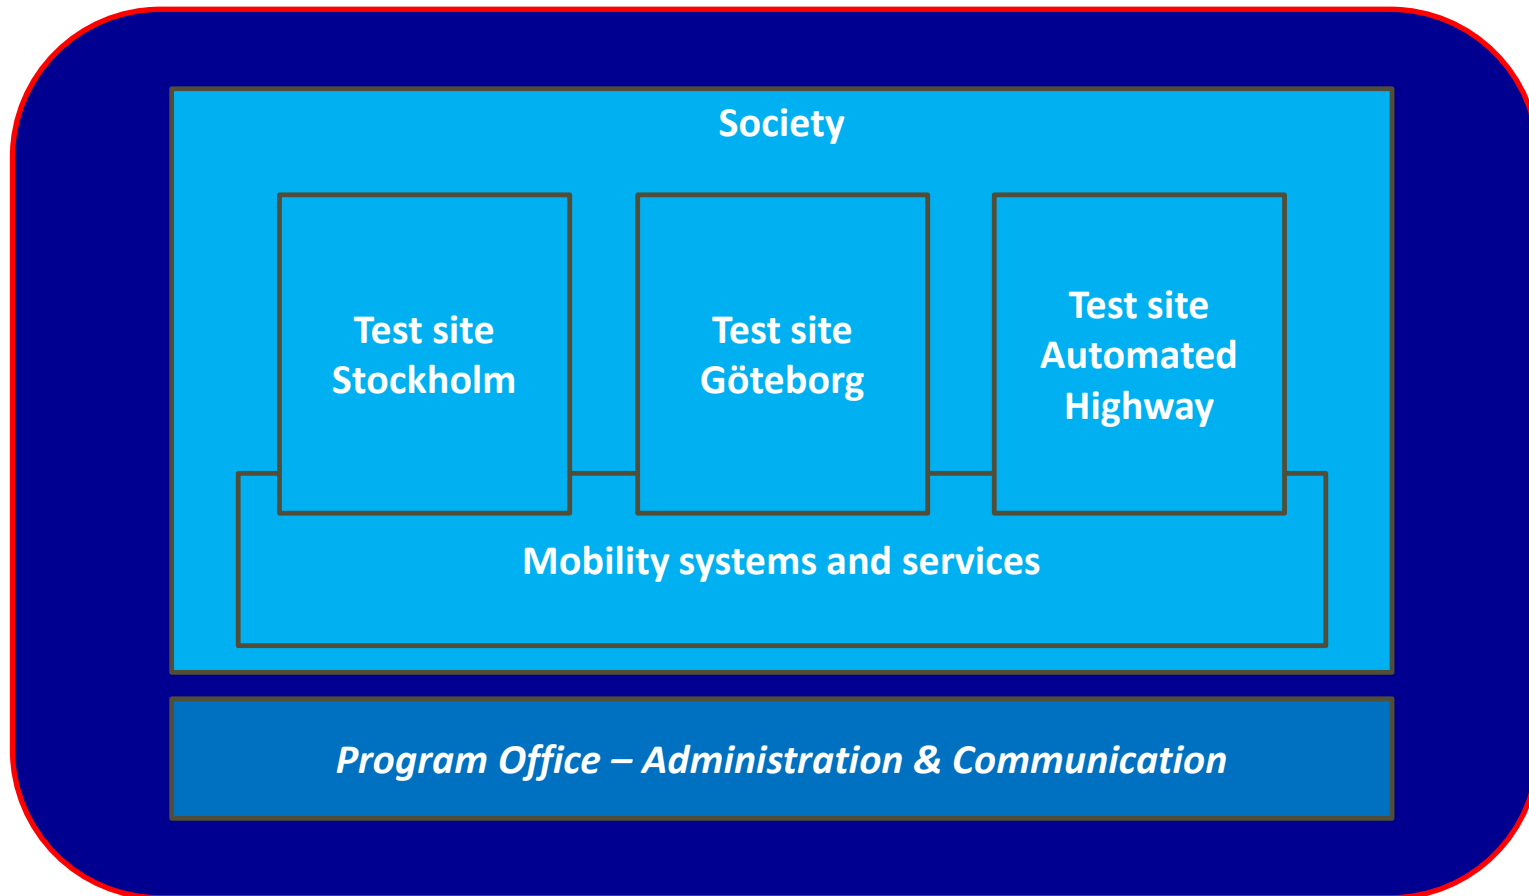 Society
Test site
Stockholm
Test site
Göteborg
Test site
Automated
Highway
Mobility systems and services
Program Office – Administration & Communication